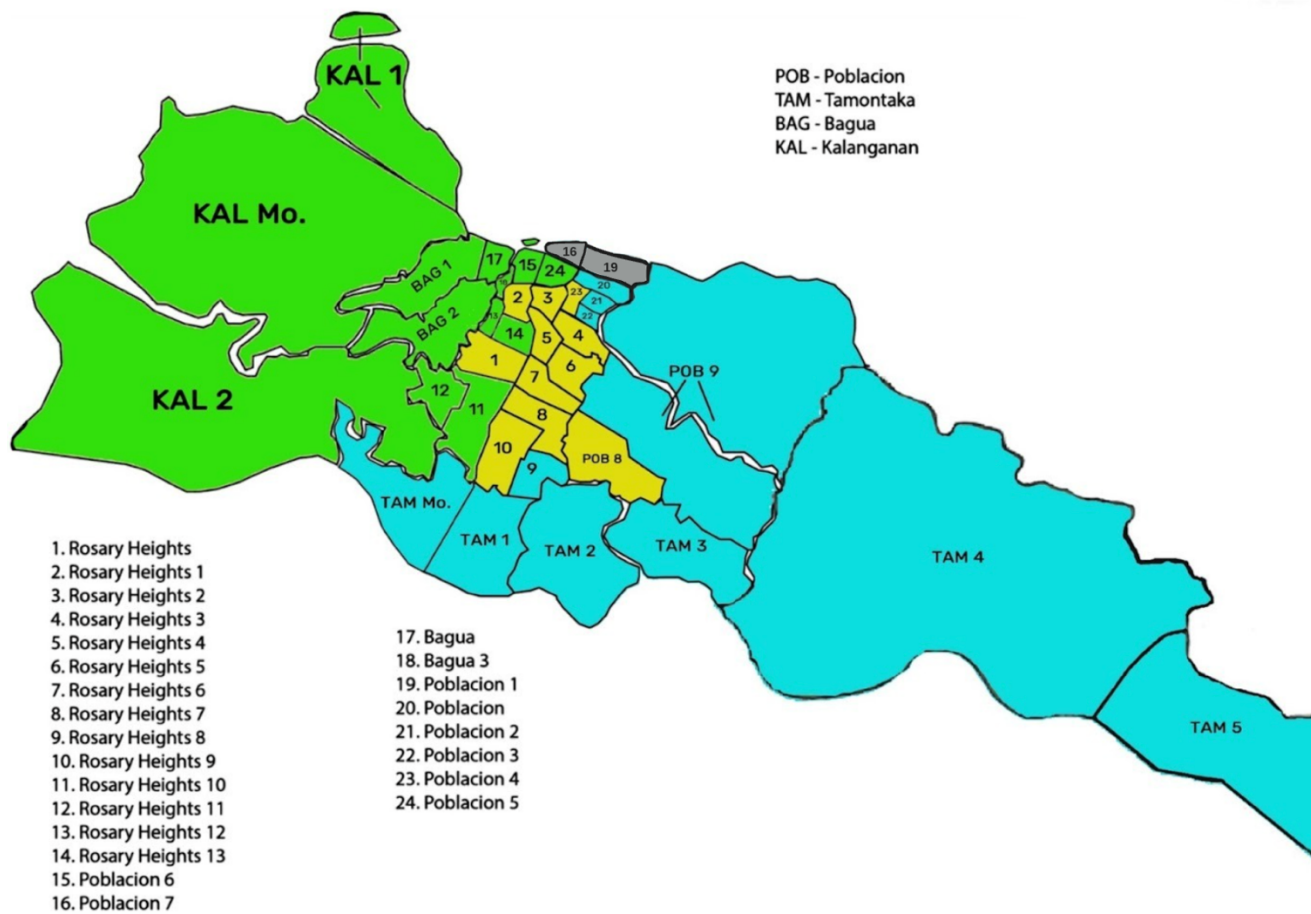 KAL 1
POB - Poblacion
TAM - Tamontaka
BAG - Bagua
KAL - Kalanganan
KAL Mo.
16
17
15
24
19
BAG 1
18
20
23
21
2
3
22
13
BAG 2
14
5
4
1
6
7
POB 9
KAL 2
12
11
8
10
POB 8
9
TAM Mo.
TAM 1
TAM 2
TAM 3
TAM 4
TAM 5
1. Rosary Heights
2. Rosary Heights 1
3. Rosary Heights 2
4. Rosary Heights 3
5. Rosary Heights 4
6. Rosary Heights 5
7. Rosary Heights 6
8. Rosary Heights 7
9. Rosary Heights 8
10. Rosary Heights 9
11. Rosary Heights 10
12. Rosary Heights 11
13. Rosary Heights 12
14. Rosary Heights 13
15. Poblacion 6
16. Poblacion 7
17. Bagua
18. Bagua 3
19. Poblacion 1
20. Poblacion
21. Poblacion 2
22. Poblacion 3
23. Poblacion 4
24. Poblacion 5